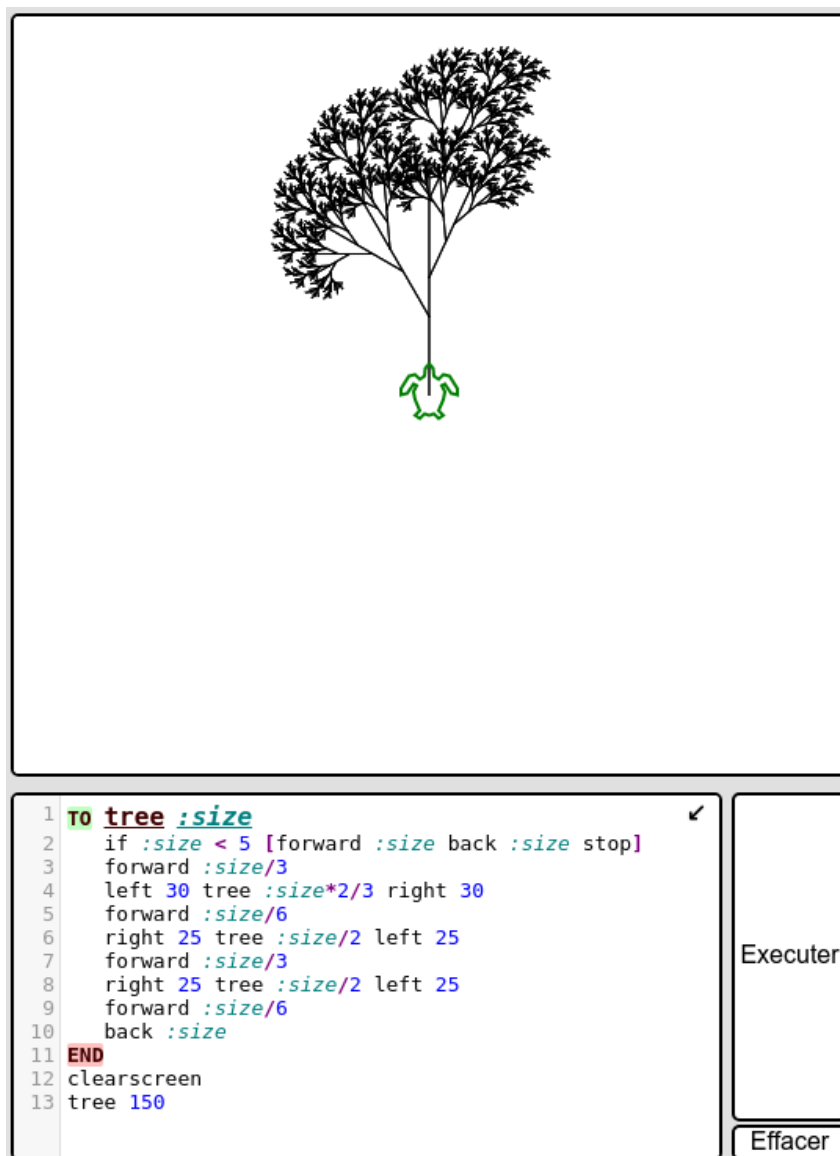 1 TO tree :size
2 if :size < 5 [forward :size back :size stop]
3 forward :size/3
4 left 30 tree :size*2/3 right 30
5 forward :size/6
6 right 25 tree :size/2 left 25
7 forward :size/3
8 right 25 tree :size/2 left 25
9 forward :size/6
10 back :size
11 END
12 clearscreen
13 tree 150
Executer
Effacer